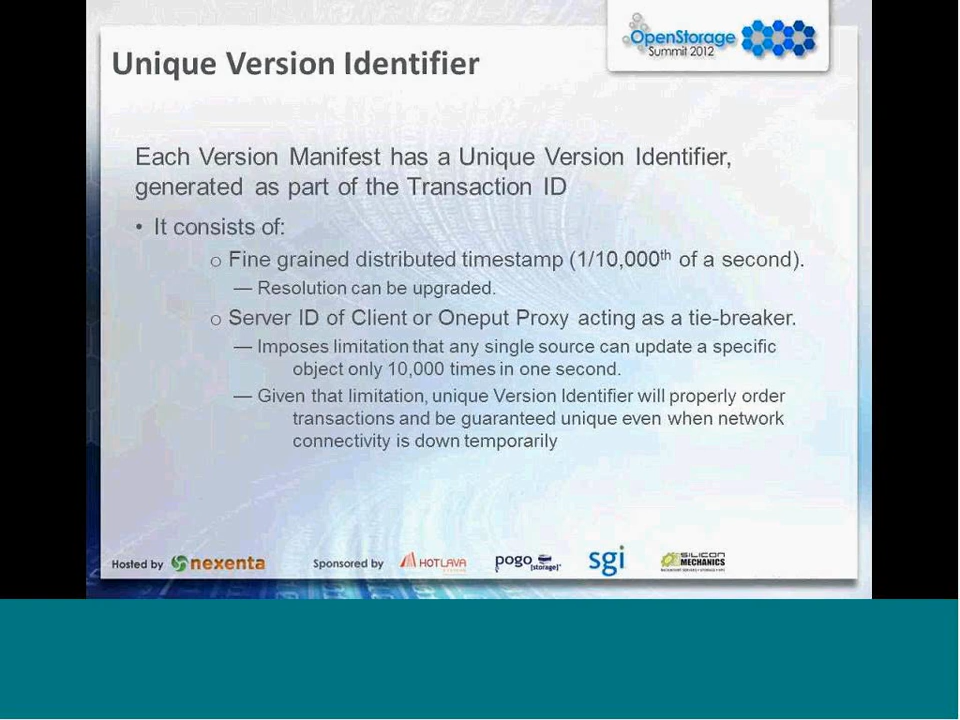 OpenStorage
Summit 2012
Unique Version Identifier
Each Version Manifest has a Unique Version Identifier,
generated as part of the Transaction ID
• It consists of:
o Fine grained distributed timestamp (1/10,000th of a second).
— Resolution can be upgraded.
o Server ID of Client or Oneput Proxy acting as a tie-breaker.
— Imposes limitation that any single source can update a specific
object only 10,000 times in one second.
— Given that limitation, unique Version Identifier will properly order
transactions and be guaranteed unique even when network
connectivity is down temporarily
Hosted by nexenta Sponsored by HOTLAVA pogo [storage] sgi SILICON
MECHANICS